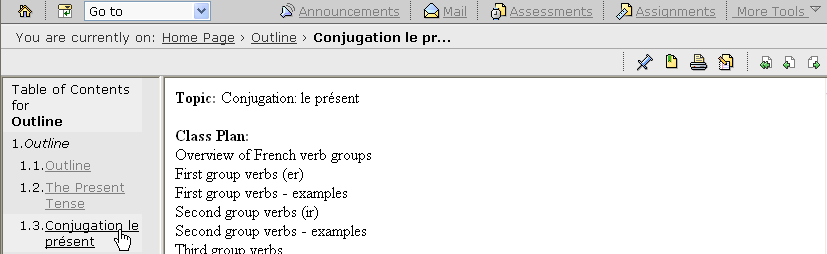 Go to Announcements Mail Assessments Assignments More Tools
You are currently on: Home Page › Outline › Conjugation le pr...
Table of Contents
for
Outline
1.Outline
1.1.Outline
1.2.The Present
Tense
1.3.Conjugation le
présent
Topic: Conjugation: le présent
Class Plan:
Overview of French verb groups
First group verbs (er)
First group verbs - examples
Second group verbs (ir)
Second group verbs - examples
Third group verbs